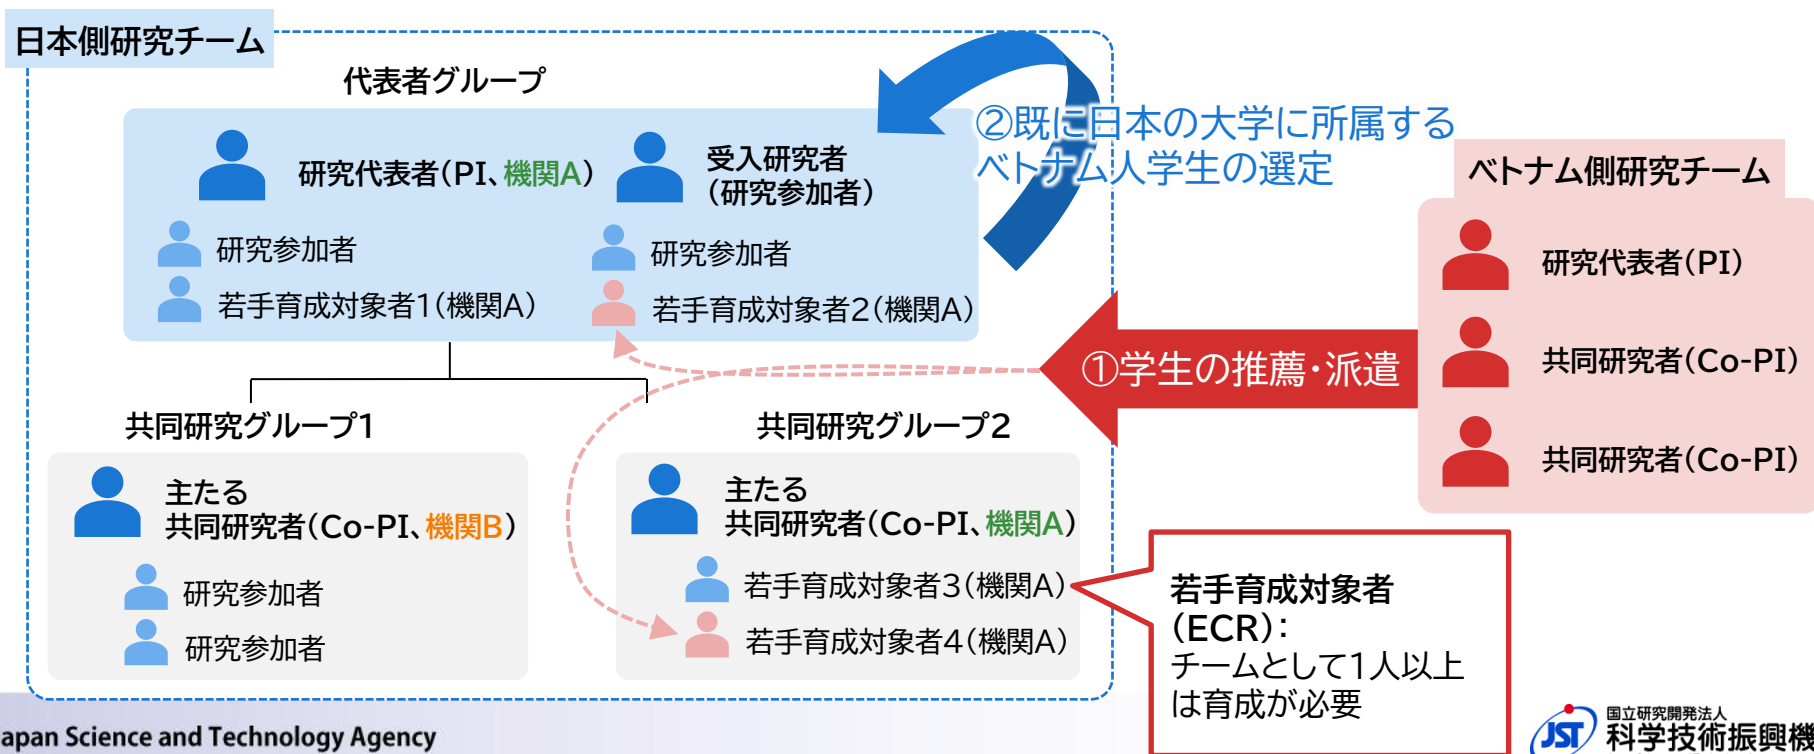 日本側研究チーム
代表者グループ
研究代表者(PI、機関A)
受入研究者
(研究参加者)
研究参加者
研究参加者
若手育成対象者1(機関A)
若手育成対象者2(機関A)
②既に日本の大学に所属する
ベトナム人学生の選定
ベトナム側研究チーム
研究代表者(PI)
共同研究者(Co-PI)
共同研究者(Co-PI)
①学生の推薦・派遣
共同研究グループ1
主たる
共同研究者(Co-PI、機関B)
研究参加者
研究参加者
共同研究グループ2
主たる
共同研究者(Co-PI、機関A)
若手育成対象者3(機関A)
若手育成対象者4(機関A)
若手育成対象者
(ECR):
チームとして1人以上
は育成が必要
apan Science and Technology Agency
JST
国立研究開発法人
科学技術振興機